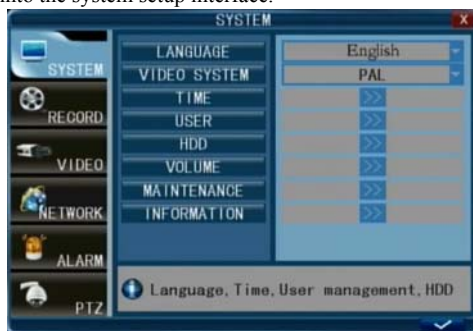 into the system setup interface.
SYSTEM
X
SYSTEM
RECORD
VIDEO
NETWORK
ALARM
PTZ
LANGUAGE English
VIDEO SYSTEM PAL
TIME >>
USER >>
HDD >>
VOLUME >>
MAINTENANCE >>
INFORMATION >>
Language, Time, User management, HDD